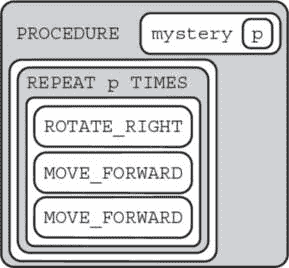 PROCEDURE mystery p
REPEAT p TIMES
ROTATE_RIGHT
MOVE_FORWARD
MOVE_FORWARD